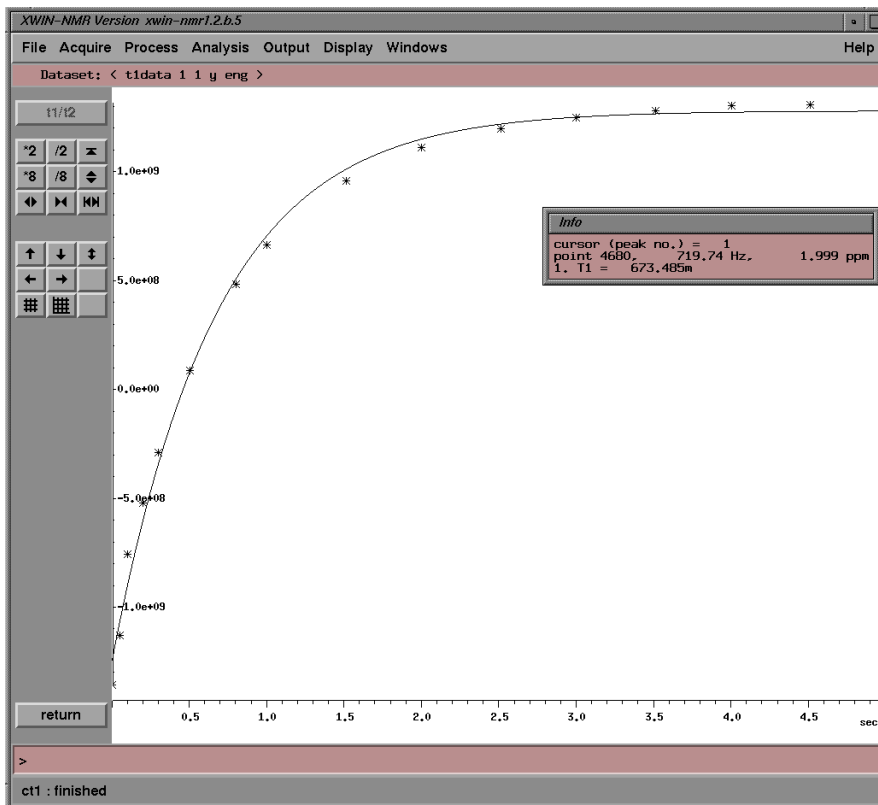 XWIN-NMR Version xwin-nmr1.2.b.5
File Acquire Process Analysis Output Display Windows Help
Dataset: < t1data 1 1 y eng >
t1/t2
*2 /2
*8 /8
1.0e+09
5.0e+08
0.0e+00
-5.0e+08
-1.0e+09
Info
cursor (peak no.) = 1
point 4680, 719.74 Hz, 1.999 ppm
1. T1 = 673.485m
return
0.5 1.0 1.5 2.0 2.5 3.0 3.5 4.0 4.5 sec
>
ct1 : finished